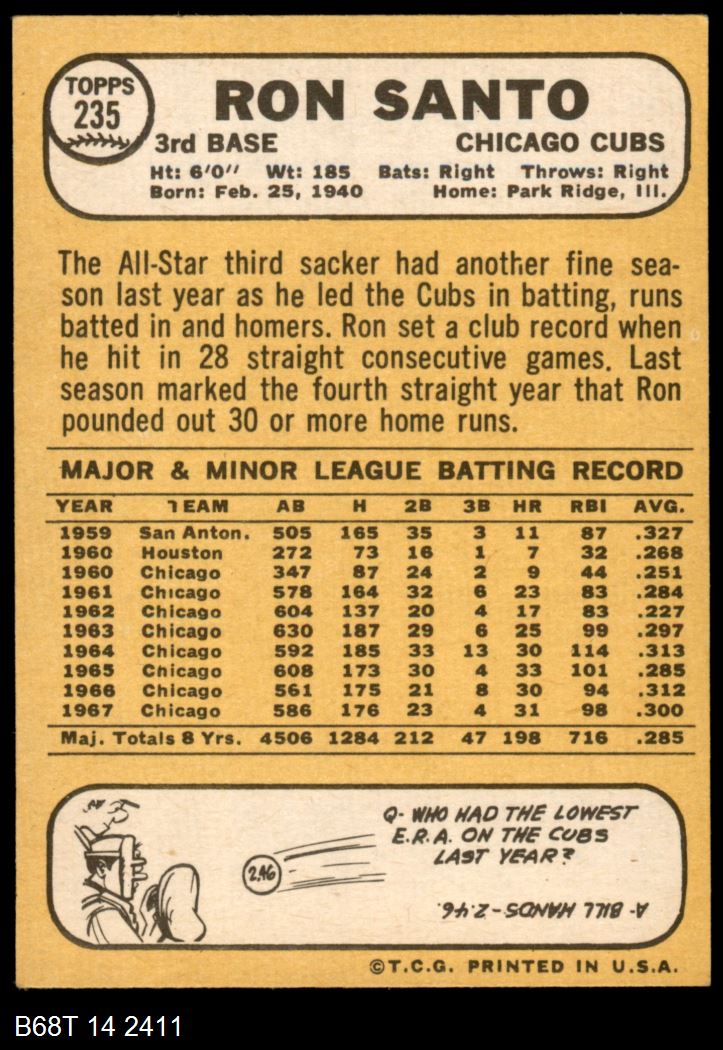 TOPPS
235
RON SANTO
3rd BASE CHICAGO CUBS
Ht: 6'0" Wt: 185 Bats: Right Throws: Right
Born: Feb. 25, 1940 Home: Park Ridge, Ill.
The All-Star third sacker had another fine sea-
son last year as he led the Cubs in batting, runs
batted in and homers. Ron set a club record when
he hit in 28 straight consecutive games. Last
season marked the fourth straight year that Ron
pounded out 30 or more home runs.
MAJOR & MINOR LEAGUE BATTING RECORD
YEAR TEAM AB H 2B 3B HR RBI AVG.
1959 San Anton. 505 165 35 3 11 87 .327
1960 Houston 272 73 16 1 7 32 .268
1960 Chicago 347 87 24 2 9 44 .251
1961 Chicago 578 164 32 6 23 83 .284
1962 Chicago 604 137 20 4 17 83 .227
1963 Chicago 630 187 29 6 25 99 .297
1964 Chicago 592 185 33 13 30 114 .313
1965 Chicago 608 173 30 4 33 101 .285
1966 Chicago 561 175 21 8 30 94 .312
1967 Chicago 586 176 23 4 31 98 .300
Maj. Totals 8 Yrs. 4506 1284 212 47 198 716 .285
Q- WHO HAD THE LOWEST
E.R.A. ON THE CUBS
LAST YEAR?
2.46
A- BILL HANDS-2.46.
©T.C.G. PRINTED IN U.S.A.
B68T 14 2411